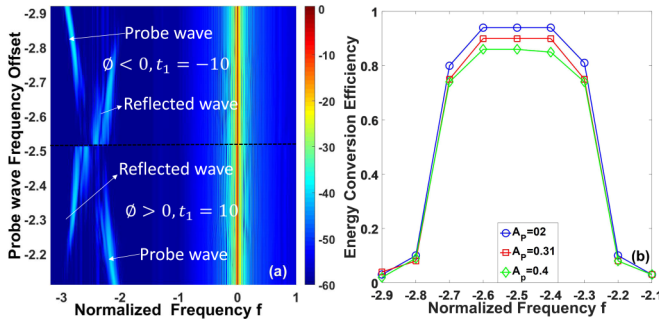 (a)
Probe wave Frequency Offset
-2.9
-2.8
-2.7
-2.6
-2.5
-2.4
-2.3
-2.2
Probe wave
∅ < 0, t₁ = −10
Reflected wave
Reflected wave
∅ > 0, t₁ = 10
Probe wave
(a)
-3
-2
-1
0
1
Normalized Frequency f
0
-10
-20
-30
-40
-50
-60
Energy Conversion Efficiency
1
0.8
0.6
0.4
0.2
0
A_P=02
A_P=0.31
A_p=0.4
(b)
-2.9
-2.8
-2.7
-2.6
-2.5
-2.4
-2.3
-2.2
-2.1
Normalized Frequency f